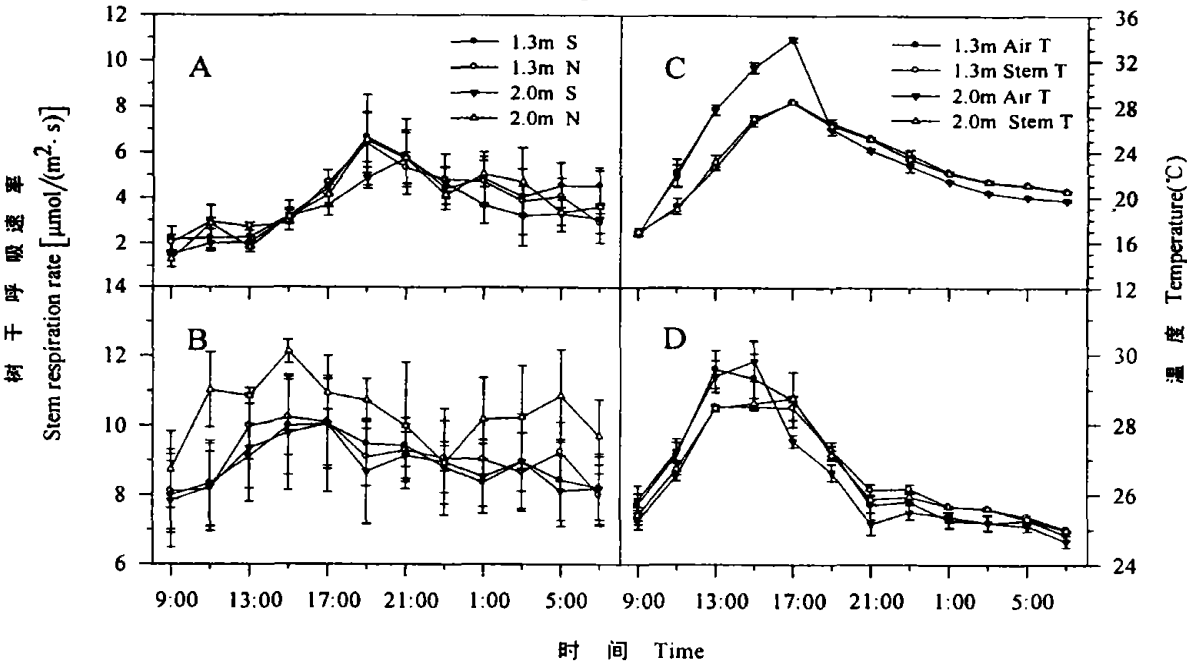 树干呼吸速率
Stem respiration rate [μmol/(m²·s)]
12
10
8
6
4
2
14
12
10
8
6
A
1.3m S
1.3m N
2.0m S
2.0m N
B
C
1.3m Air T
1.3m Stem T
2.0m Air T
2.0m Stem T
D
36
32
28
24
20
16
12
30
28
26
24
温度 Temperature(℃)
9:00 13:00 17:00 21:00 1:00 5:00
9:00 13:00 17:00 21:00 1:00 5:00
时间 Time